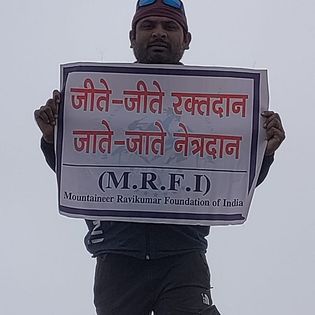 जीते-जीते रक्तदान
जाते-जाते नेत्रदान
(M.R.F.I)
Mountaineer Ravikumar Foundation of India